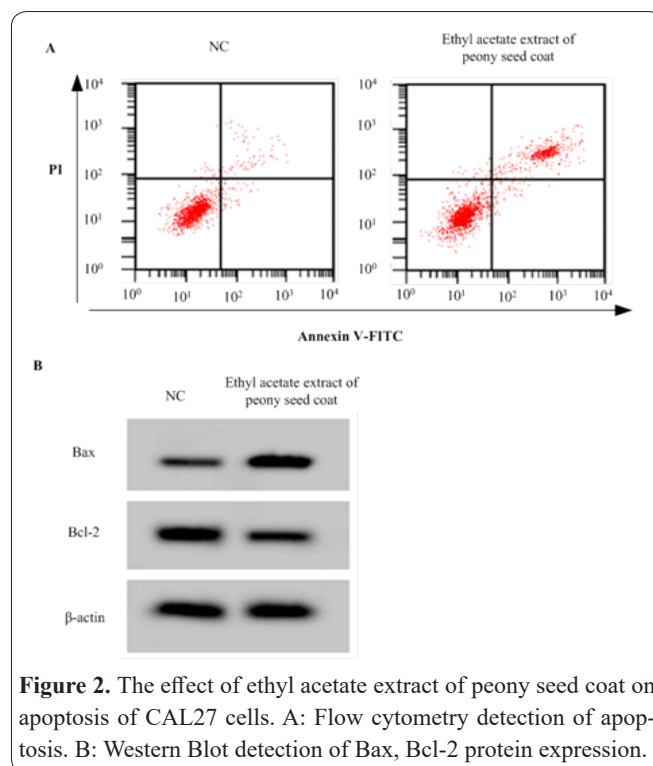 A
NC
Ethyl acetate extract of
peony seed coat
PI
10⁴
10³
10²
10¹
10⁰
10⁰ 10¹ 10² 10³ 10⁴
10⁴
10³
10²
10¹
10⁰
10⁰ 10¹ 10² 10³ 10⁴
Annexin V-FITC
B
NC
Ethyl acetate extract of
peony seed coat
Bax
Bcl-2
β-actin
Figure 2. The effect of ethyl acetate extract of peony seed coat on
apoptosis of CAL27 cells. A: Flow cytometry detection of apop-
tosis. B: Western Blot detection of Bax, Bcl-2 protein expression.